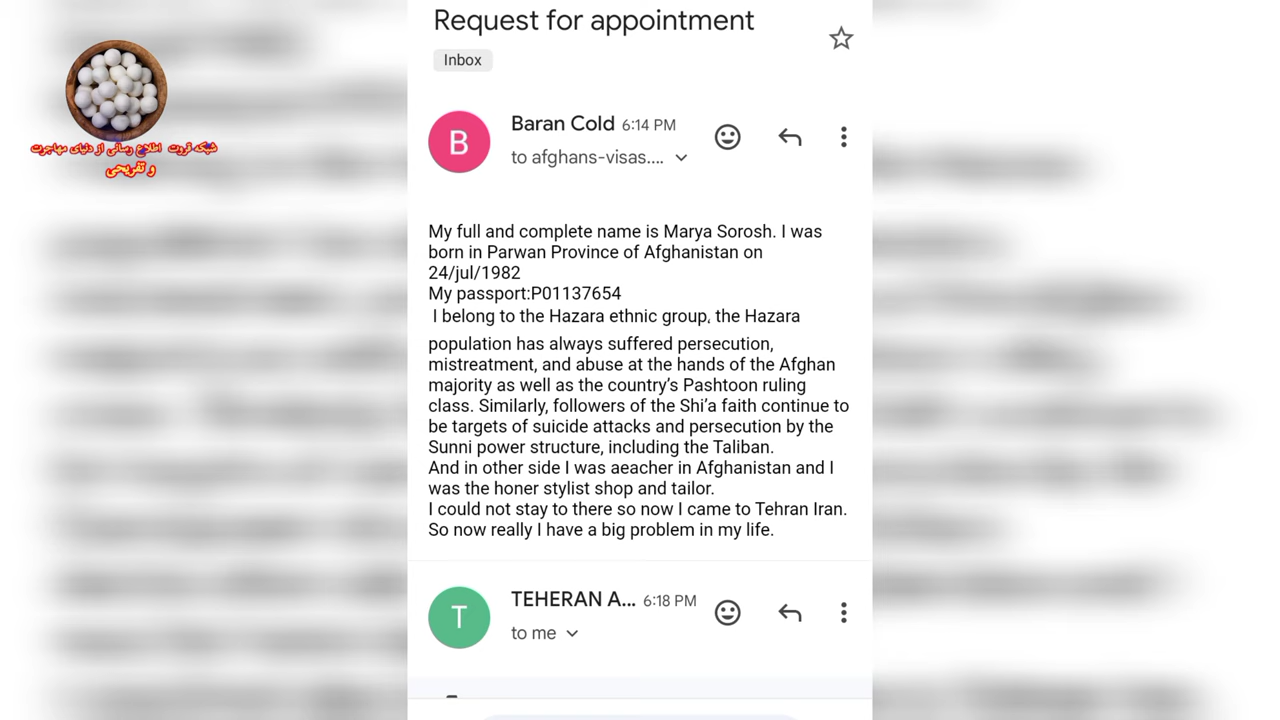 شبکه قروت اطلاع رسانی از دنیای مهاجرت
و تفریحی
Request for appointment
Inbox
B
Baran Cold 6:14 PM
to afghans-visas....
My full and complete name is Marya Sorosh. I was
born in Parwan Province of Afghanistan on
24/jul/1982
My passport:P01137654
I belong to the Hazara ethnic group, the Hazara
population has always suffered persecution,
mistreatment, and abuse at the hands of the Afghan
majority as well as the country’s Pashtoon ruling
class. Similarly, followers of the Shi’a faith continue to
be targets of suicide attacks and persecution by the
Sunni power structure, including the Taliban.
And in other side I was aeacher in Afghanistan and I
was the honer stylist shop and tailor.
I could not stay to there so now I came to Tehran Iran.
So now really I have a big problem in my life.
T
TEHERAN A... 6:18 PM
to me